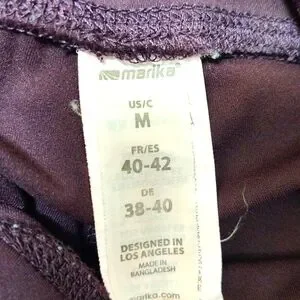 marika
US/C
M
FR/ES
40-42
DE
38-40
DESIGNED IN
LOS ANGELES
MADE IN
BANGLADESH
marika.com